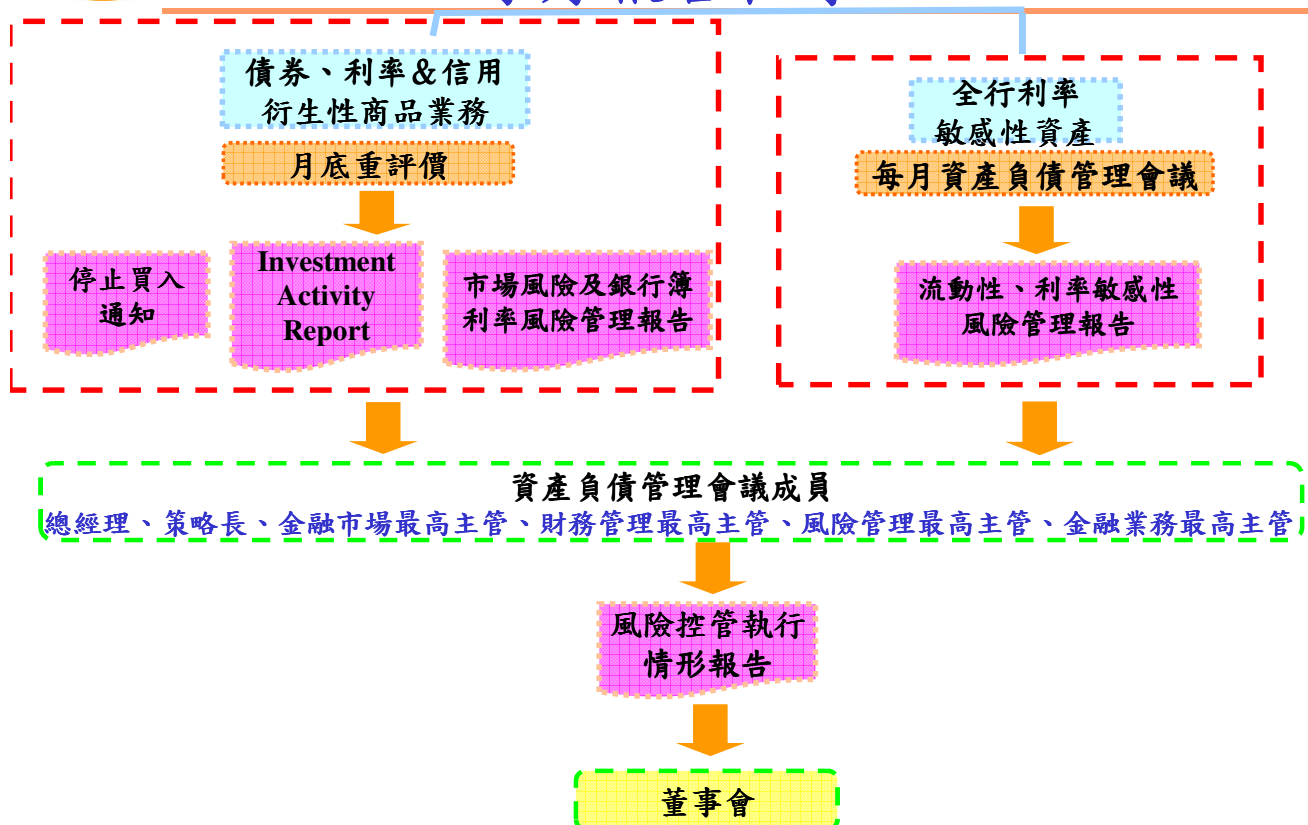 債券、利率＆信用
衍生性商品業務
月底重評價
停止買入
通知
Investment
Activity
Report
市場風險及銀行簿
利率風險管理報告
全行利率
敏感性資產
每月資產負債管理會議
流動性、利率敏感性
風險管理報告
資產負債管理會議成員
總經理、策略長、金融市場最高主管、財務管理最高主管、風險管理最高主管、金融業務最高主管
風險控管執行
情形報告
董事會